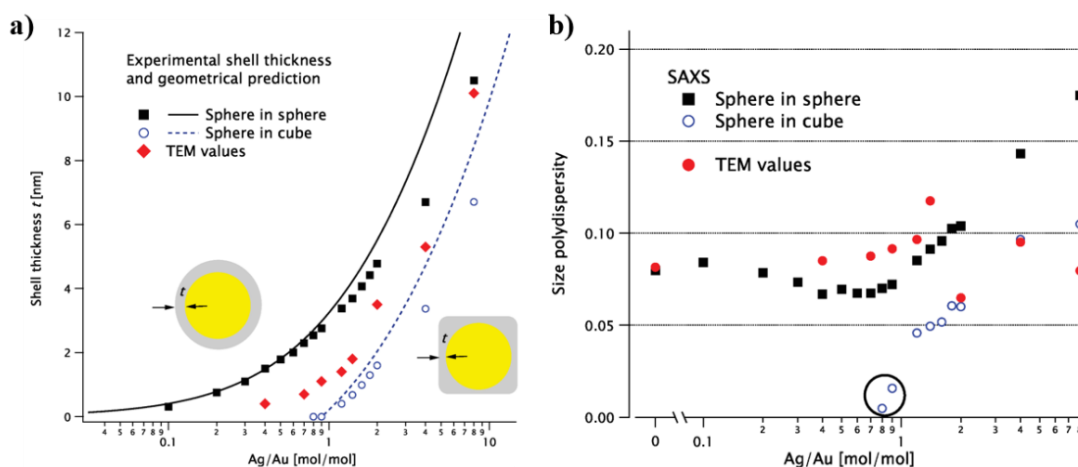 a)
12
10
8
6
4
2
0
Shell thickness t [nm]
Experimental shell thickness
and geometrical prediction
Sphere in sphere
Sphere in cube
TEM values
t
t
4 5 6 7 8 9 0.1 2 3 4 5 6 7 8 9 1 2 3 4 5 6 7 8 9 10
Ag/Au [mol/mol]
b)
0.20
0.15
0.10
0.05
0.00
Size polydispersity
SAXS
Sphere in sphere
Sphere in cube
TEM values
0 0.1 2 3 4 5 6 7 8 9 1 2 3 4 5 6 7 8
Ag/Au [mol/mol]